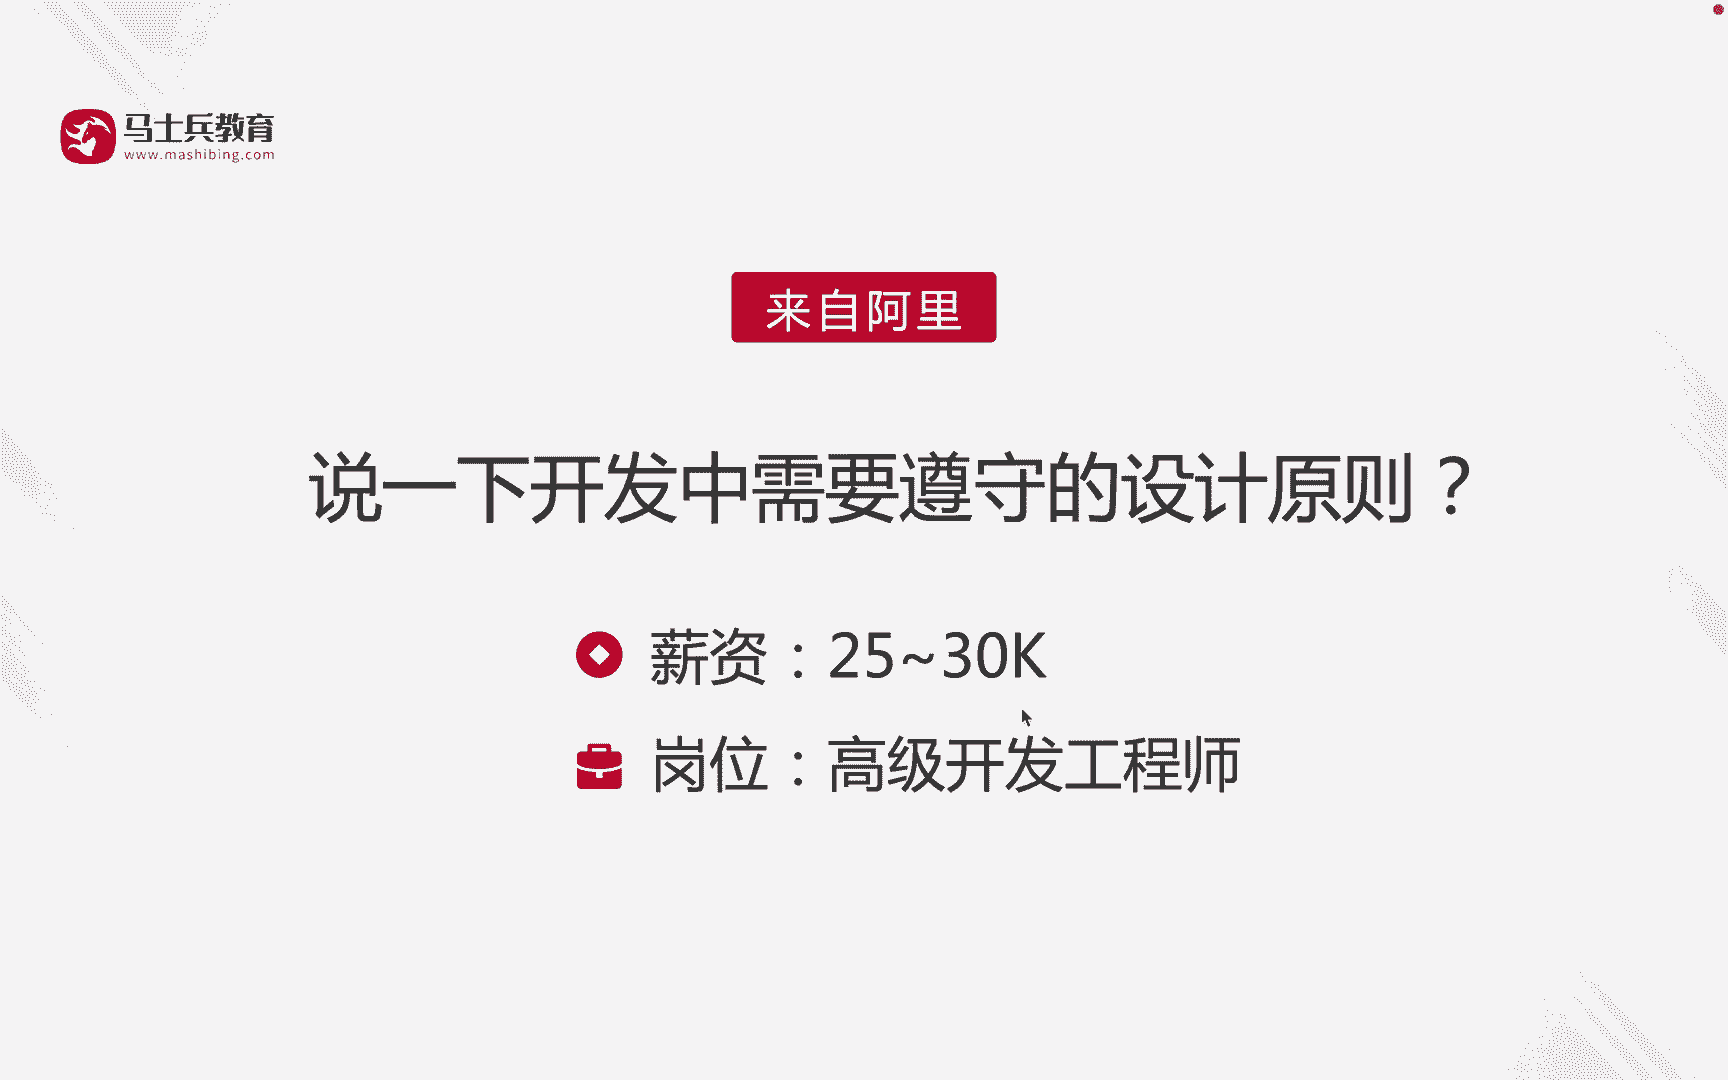 马士兵教育
www.mashibing.com
来自阿里
说一下开发中需要遵守的设计原则？
薪资：25~30K
岗位：高级开发工程师